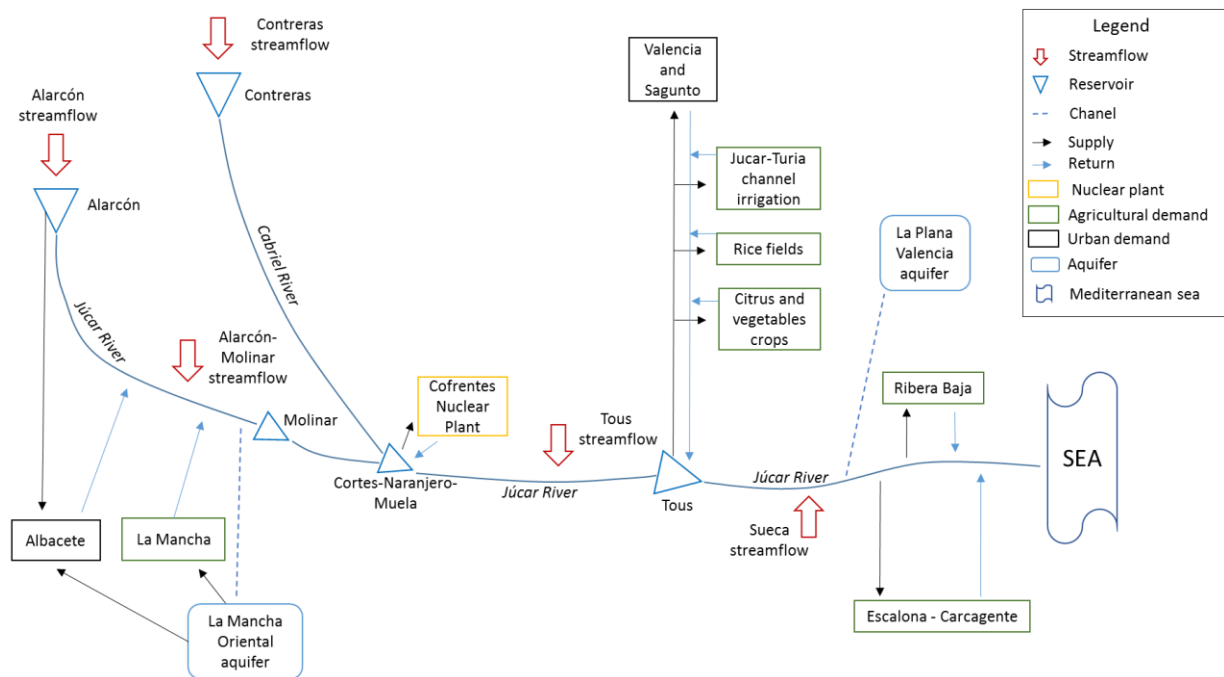 Contreras
streamflow
Contreras
Alarcón
streamflow
Alarcón
Cabriel River
Júcar River
Alarcón-
Molinar
streamflow
Molinar
Cofrentes
Nuclear
Plant
Cortes-Naranjero-
Muela
Júcar River
Albacete
La Mancha
La Mancha
Oriental
aquifer
Valencia
and
Sagunto
Jucar-Turia
channel
irrigation
Rice fields
Citrus and
vegetables
crops
Tous
streamflow
Tous
La Plana
Valencia
aquifer
Júcar River
Sueca
streamflow
Ribera Baja
Escalona - Carcagente
SEA
Legend
Streamflow
Reservoir
Chanel
Supply
Return
Nuclear plant
Agricultural demand
Urban demand
Aquifer
Mediterranean sea